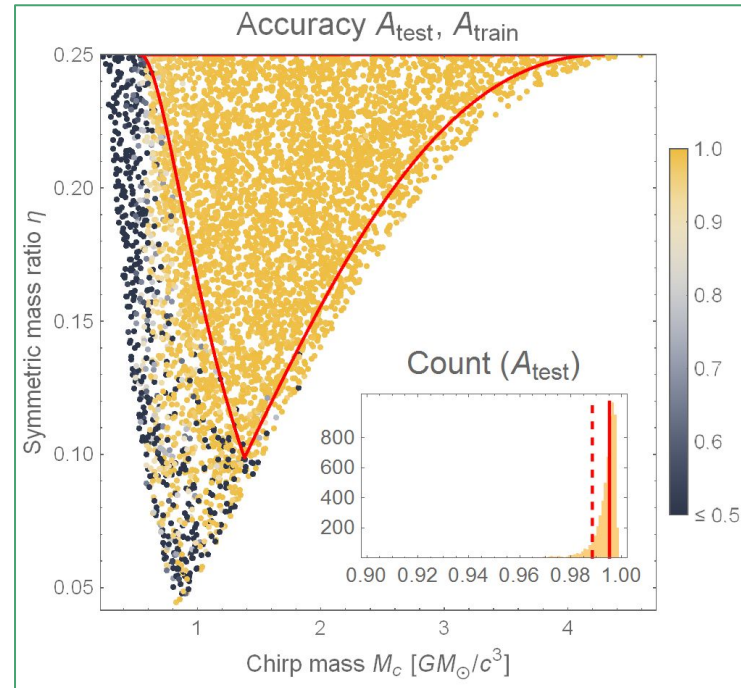 Accuracy A_test, A_train
0.25
0.20
0.15
0.10
0.05
Symmetric mass ratio η
1 2 3 4
Chirp mass M_c [GM_⊙/c^3]
Count (A_test)
800
600
400
200
0.90 0.92 0.94 0.96 0.98 1.00
1.0
0.9
0.8
0.7
0.6
≤ 0.5